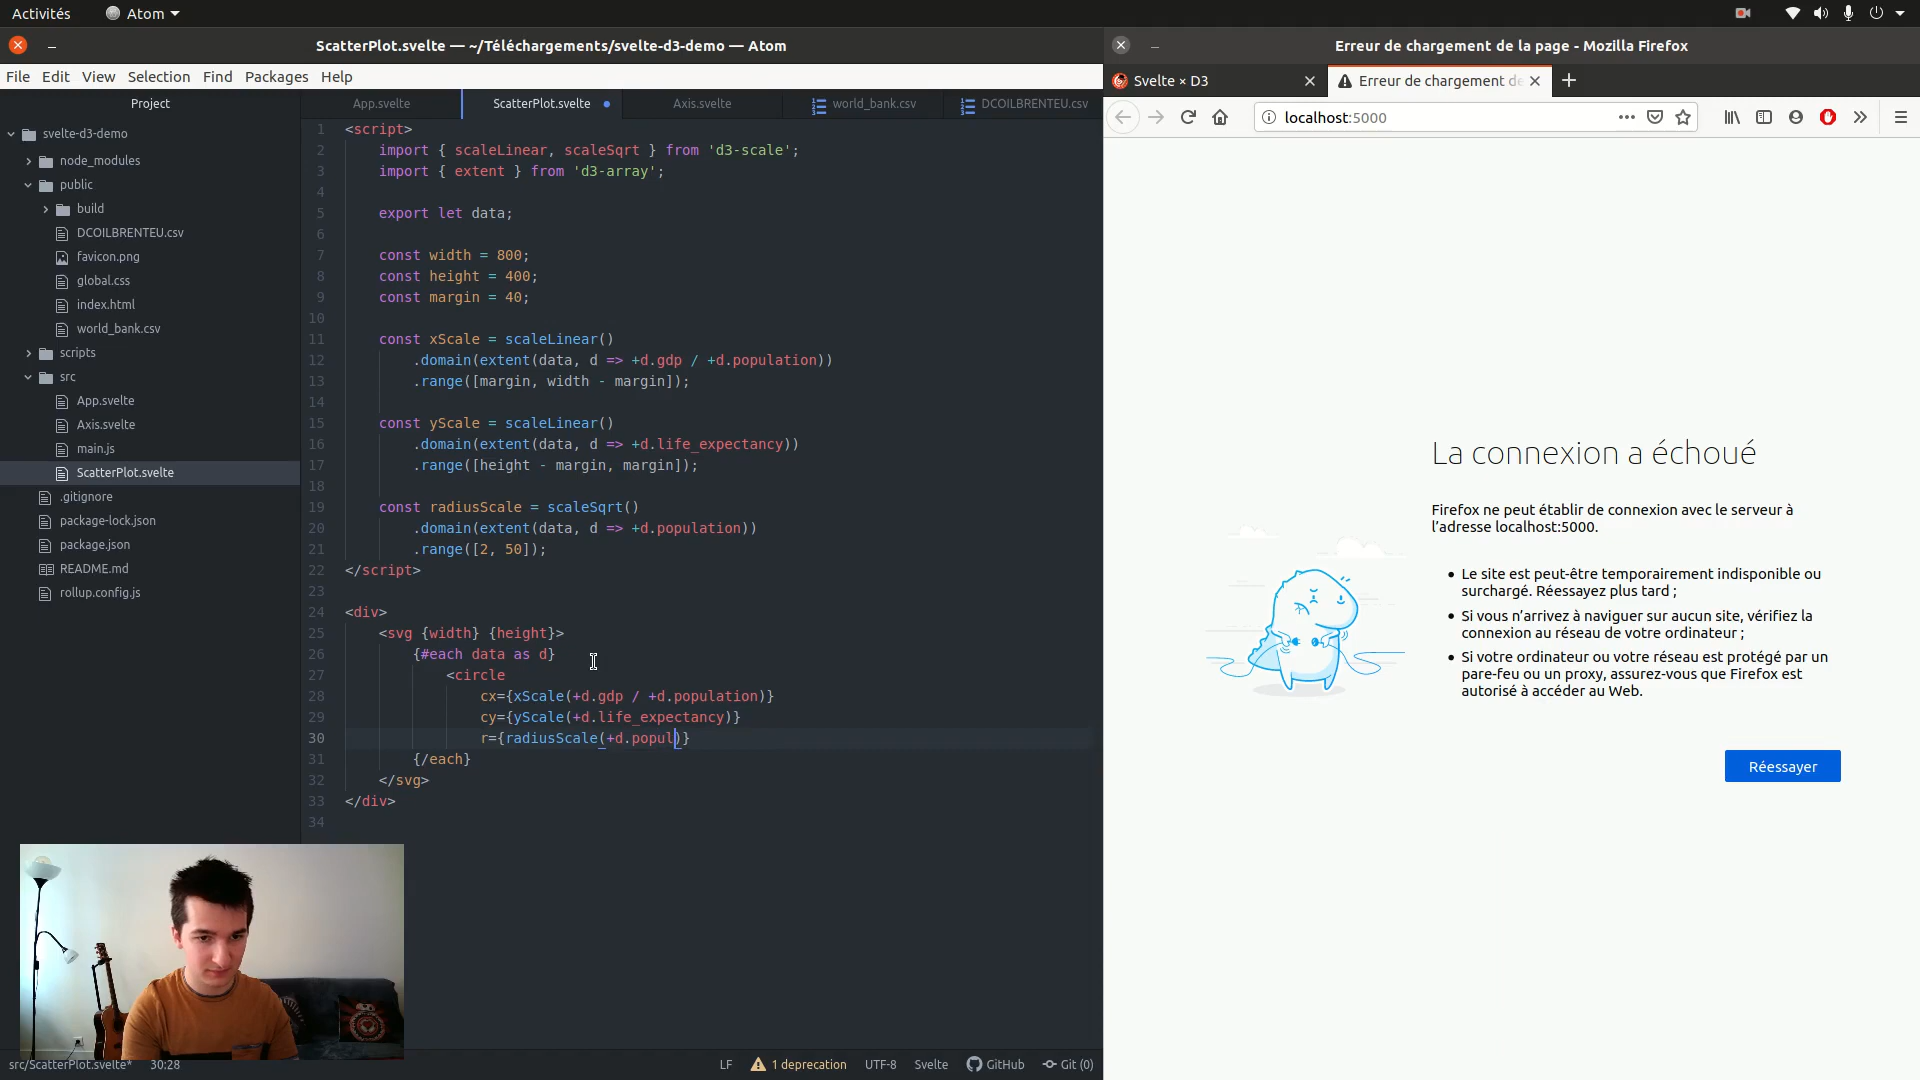 Activités
Atom
ScatterPlot.svelte — ~/Téléchargements/svelte-d3-demo — Atom
File Edit View Selection Find Packages Help
Project
svelte-d3-demo
node_modules
public
build
DCOILBRENTEU.csv
favicon.png
global.css
index.html
world_bank.csv
scripts
src
App.svelte
Axis.svelte
main.js
ScatterPlot.svelte
.gitignore
package-lock.json
package.json
README.md
rollup.config.js
App.svelte ScatterPlot.svelte Axis.svelte world_bank.csv DCOILBRENTEU.csv
1 <script>
2 import { scaleLinear, scaleSqrt } from 'd3-scale';
3 import { extent } from 'd3-array';
4
5 export let data;
6
7 const width = 800;
8 const height = 400;
9 const margin = 40;
10
11 const xScale = scaleLinear()
12 .domain(extent(data, d => +d.gdp / +d.population))
13 .range([margin, width - margin]);
14
15 const yScale = scaleLinear()
16 .domain(extent(data, d => +d.life_expectancy))
17 .range([height - margin, margin]);
18
19 const radiusScale = scaleSqrt()
20 .domain(extent(data, d => +d.population))
21 .range([2, 50]);
22 </script>
23
24 <div>
25 <svg {width} {height}>
26 {#each data as d}
27 <circle
28 cx={xScale(+d.gdp / +d.population)}
29 cy={yScale(+d.life_expectancy)}
30 r={radiusScale(+d.popul)}
31 {/each}
32 </svg>
33 </div>
34
src/ScatterPlot.svelte* 30:28
LF 1 deprecation UTF-8 Svelte GitHub Git (0)
Erreur de chargement de la page - Mozilla Firefox
Svelte × D3
Erreur de chargement de
localhost:5000
La connexion a échoué
Firefox ne peut établir de connexion avec le serveur à
l'adresse localhost:5000.
Le site est peut-être temporairement indisponible ou
surchargé. Réessayez plus tard ;
Si vous n'arrivez à naviguer sur aucun site, vérifiez la
connexion au réseau de votre ordinateur ;
Si votre ordinateur ou votre réseau est protégé par un
pare-feu ou un proxy, assurez-vous que Firefox est
autorisé à accéder au Web.
Réessayer